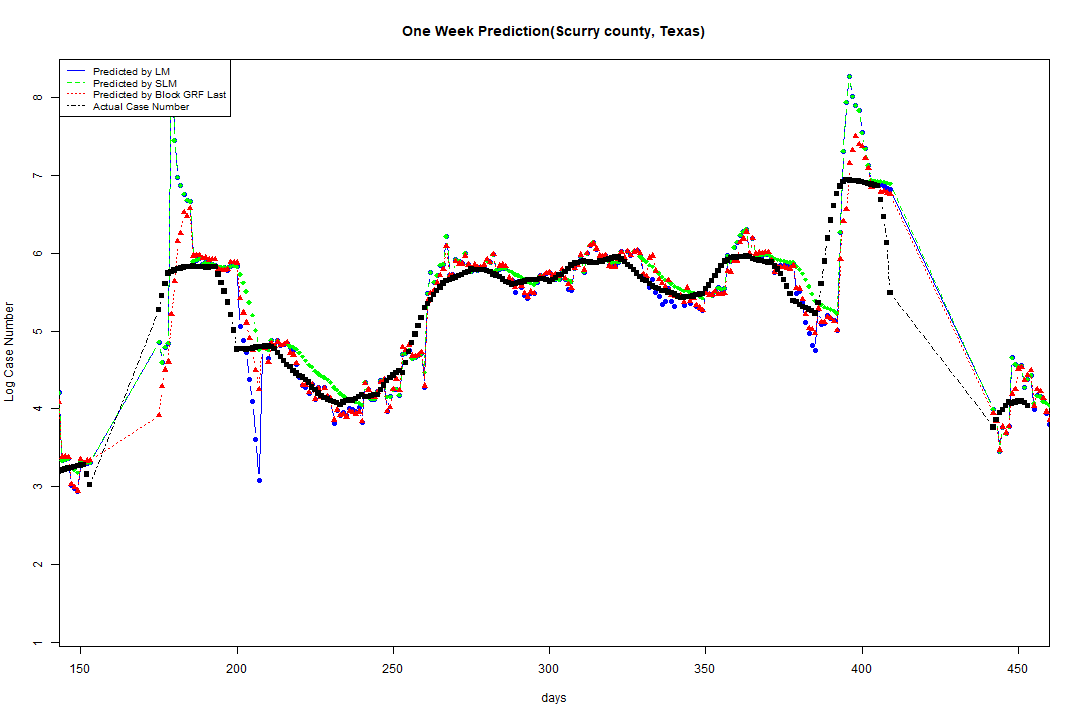 One Week Prediction(Scurry county, Texas)
Predicted by LM
Predicted by SLM
Predicted by Block GRF Last
Actual Case Number
Log Case Number
8
7
6
5
4
3
2
1
150 200 250 300 350 400 450
days